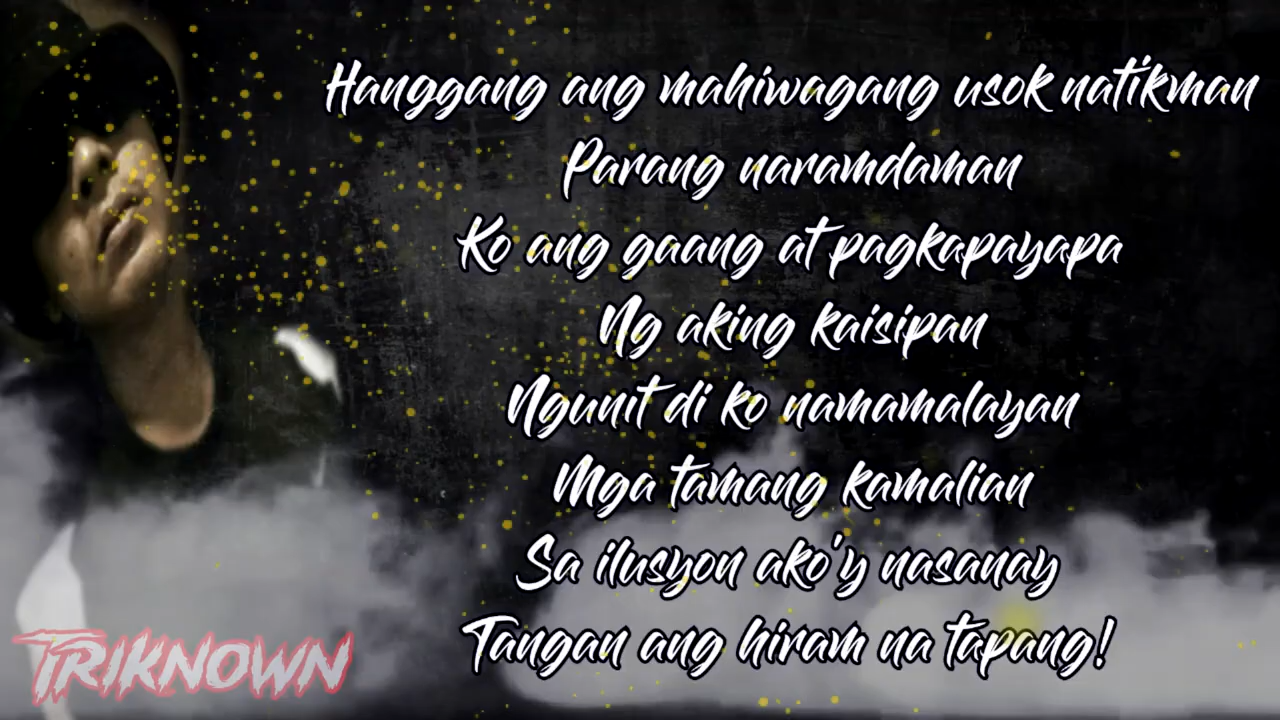 Hanggang ang mahiwagang usok natikman
Parang naramdaman
Ko ang gaang at pagkapayapa
Ng aking kaisipan
Ngunit di ko namamalayan
Mga tamang kamalian
Sa ilusyon ako'y nasanay
Tangan ang hiram na tapang!
TRIKNOWN